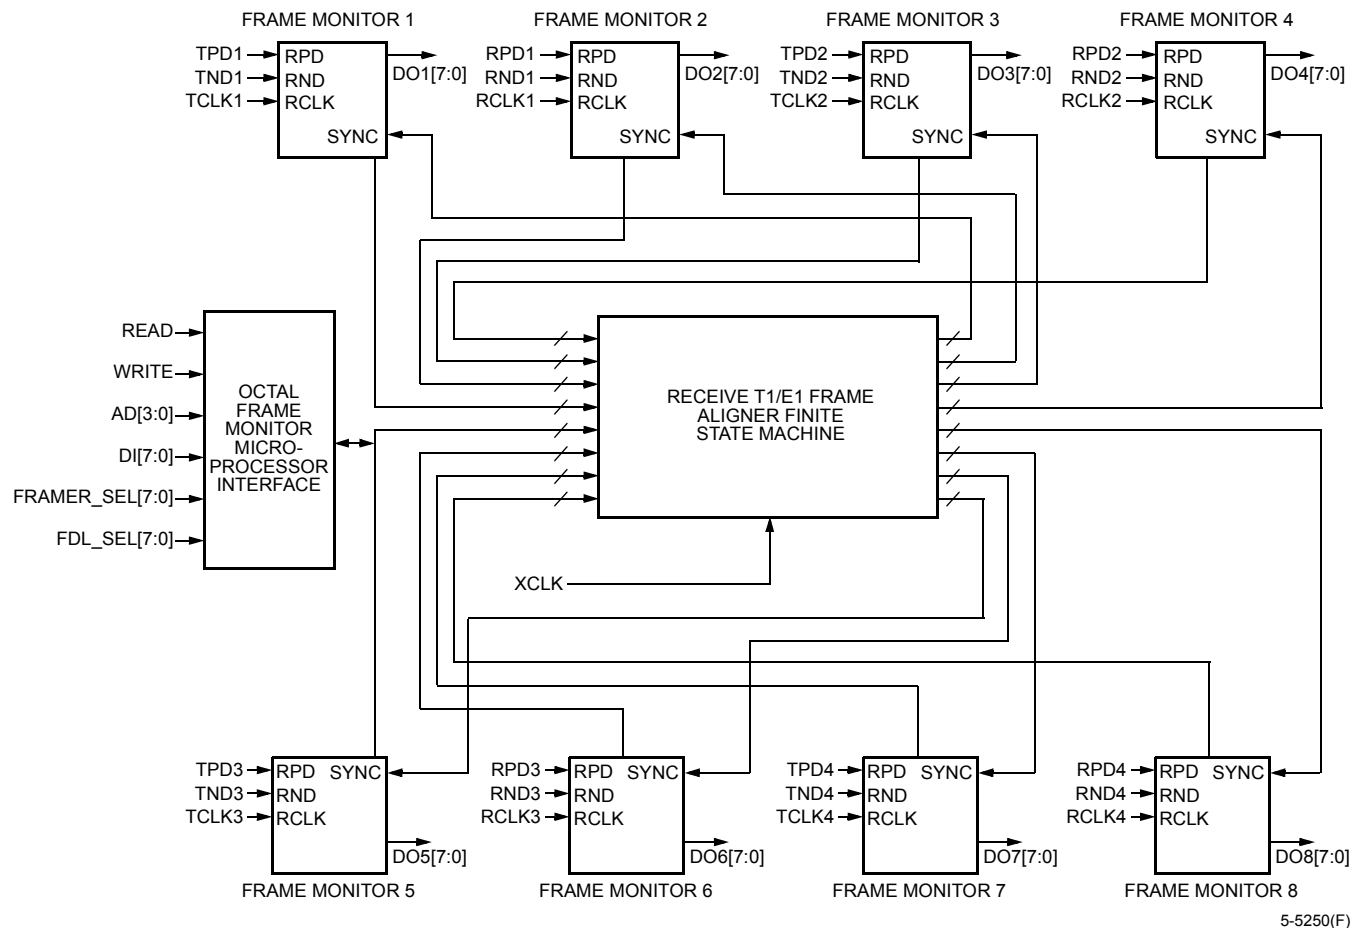 FRAME MONITOR 1
FRAME MONITOR 2
FRAME MONITOR 3
FRAME MONITOR 4
TPD1
RPD
TND1
RND
TCLK1
RCLK
SYNC
DO1[7:0]
RPD1
RPD
RND1
RND
RCLK1
RCLK
SYNC
DO2[7:0]
TPD2
RPD
TND2
RND
TCLK2
RCLK
SYNC
DO3[7:0]
RPD2
RPD
RND2
RND
RCLK2
RCLK
SYNC
DO4[7:0]
READ
WRITE
AD[3:0]
DI[7:0]
FRAMER_SEL[7:0]
FDL_SEL[7:0]
OCTAL
FRAME
MONITOR
MICRO-
PROCESSOR
INTERFACE
RECEIVE T1/E1 FRAME
ALIGNER FINITE
STATE MACHINE
XCLK
TPD3
RPD SYNC
TND3
RND
TCLK3
RCLK
DO5[7:0]
RPD3
RPD SYNC
RND3
RND
RCLK3
RCLK
DO6[7:0]
TPD4
RPD SYNC
TND4
RND
TCLK4
RCLK
DO7[7:0]
RPD4
RPD SYNC
RND4
RND
RCLK4
RCLK
DO8[7:0]
FRAME MONITOR 5
FRAME MONITOR 6
FRAME MONITOR 7
FRAME MONITOR 8
5-5250(F)